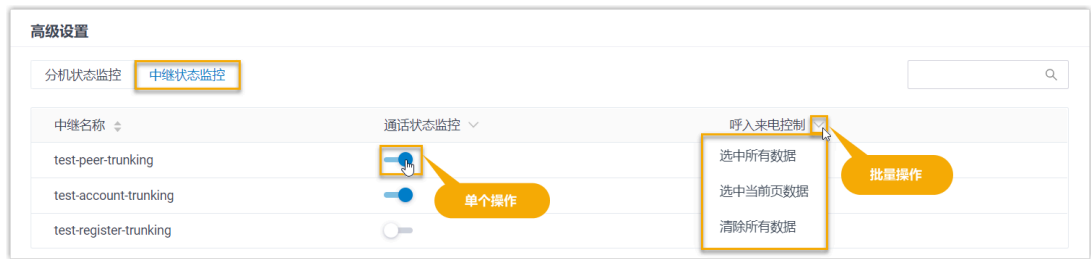 高级设置
分机状态监控 中继状态监控
中继名称 通话状态监控 呼入来电控制
test-peer-trunking 选中所有数据 批量操作
test-account-trunking 单个操作 选中当前页数据
test-register-trunking 清除所有数据